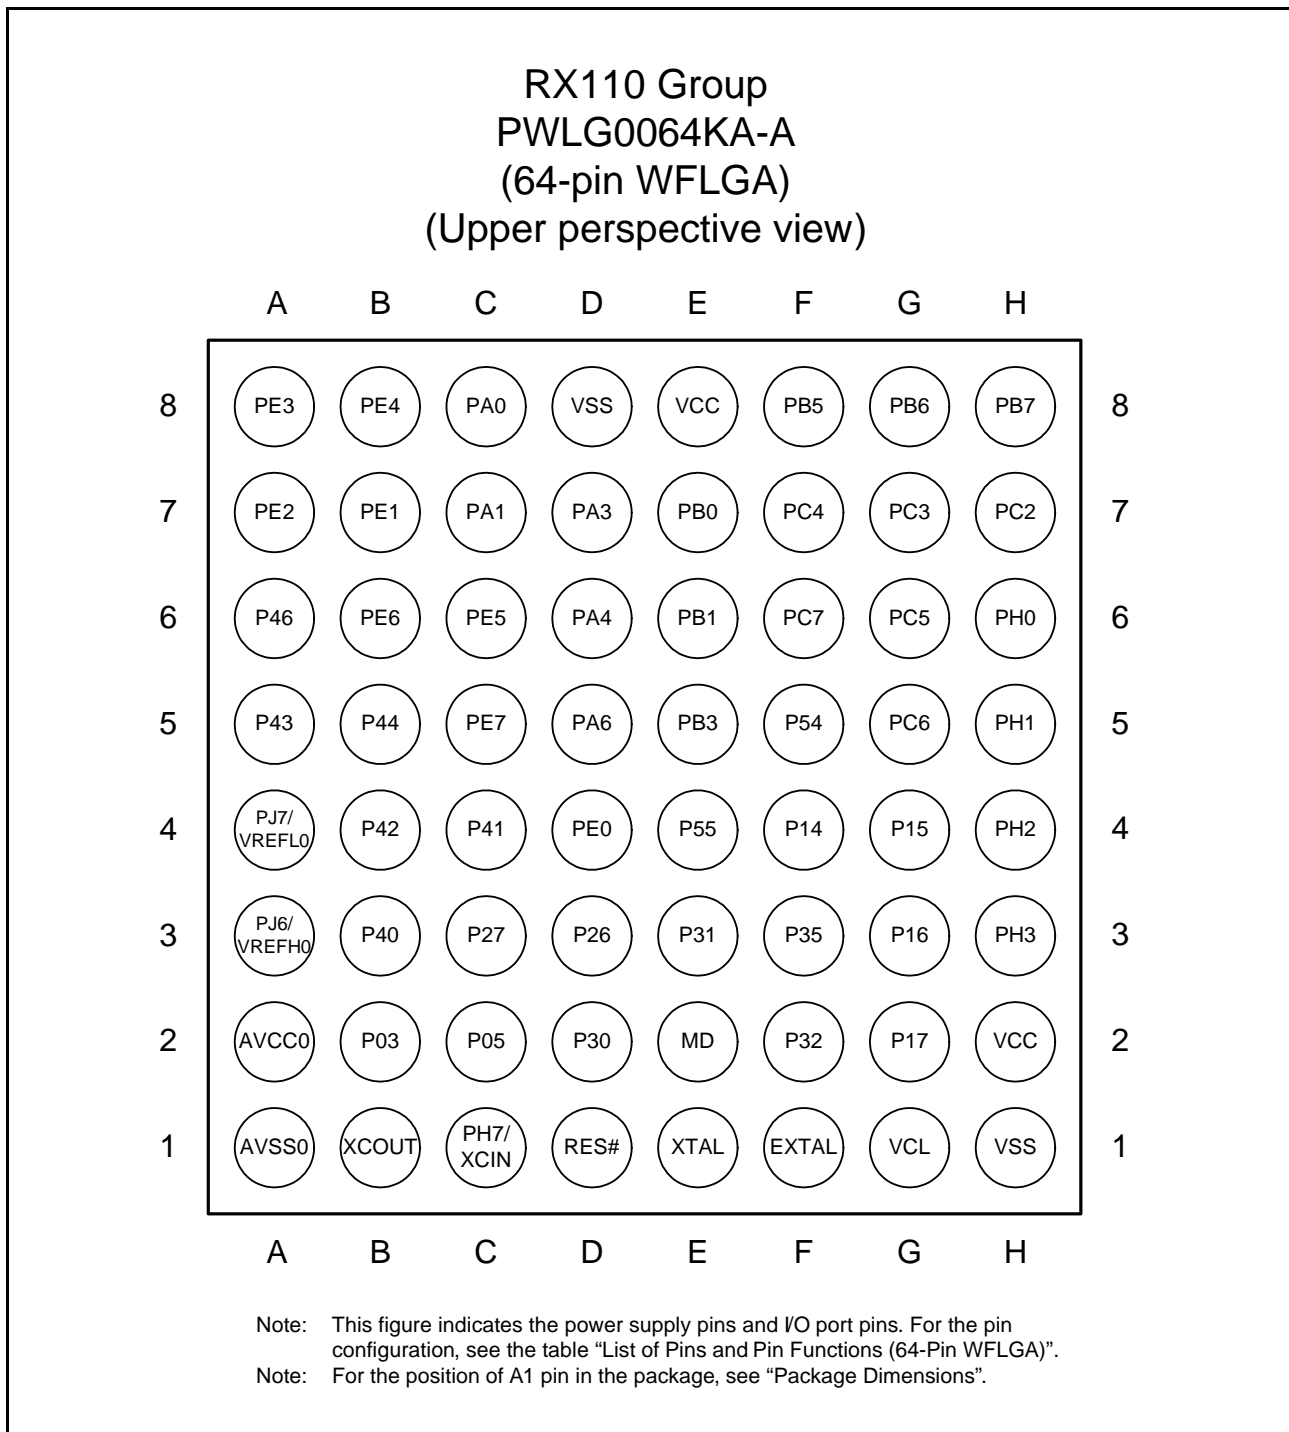 RX110 Group
PWLG0064KA-A
(64-pin WFLGA)
(Upper perspective view)
A B C D E F G H
8 PE3 PE4 PA0 VSS VCC PB5 PB6 PB7 8
7 PE2 PE1 PA1 PA3 PB0 PC4 PC3 PC2 7
6 P46 PE6 PE5 PA4 PB1 PC7 PC5 PH0 6
5 P43 P44 PE7 PA6 PB3 P54 PC6 PH1 5
PJ7/
4 VREFL0 P42 P41 PE0 P55 P14 P15 PH2 4
PJ6/
3 VREFH0 P40 P27 P26 P31 P35 P16 PH3 3
2 AVCC0 P03 P05 P30 MD P32 P17 VCC 2
PH7/
1 AVSS0 XCOUT XCIN RES# XTAL EXTAL VCL VSS 1
A B C D E F G H
Note: This figure indicates the power supply pins and I/O port pins. For the pin
configuration, see the table “List of Pins and Pin Functions (64-Pin WFLGA)”.
Note: For the position of A1 pin in the package, see “Package Dimensions”.